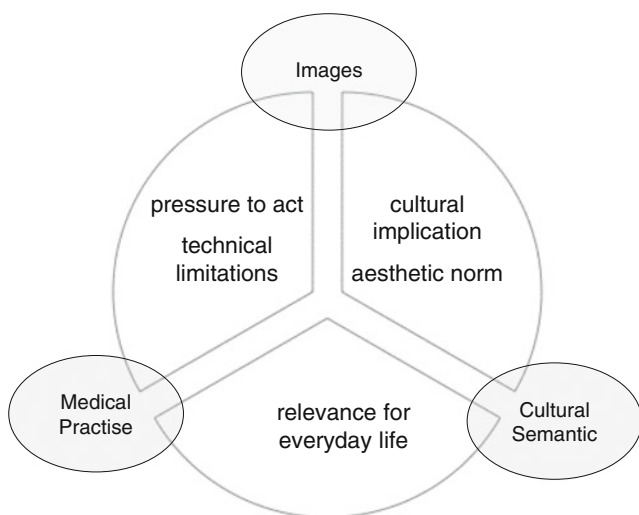 Images
pressure to act
technical
limitations
cultural
implication
aesthetic norm
Medical
Practise
relevance for
everyday life
Cultural
Semantic